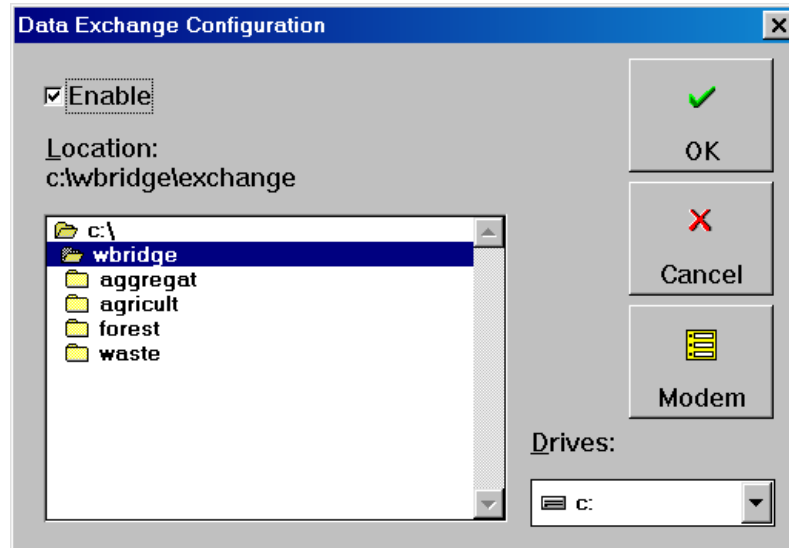 Data Exchange Configuration
Enable
Location:
c:\wbridge\exchange
c:\
wbridge
aggregat
agricult
forest
waste
OK
Cancel
Modem
Drives:
c: